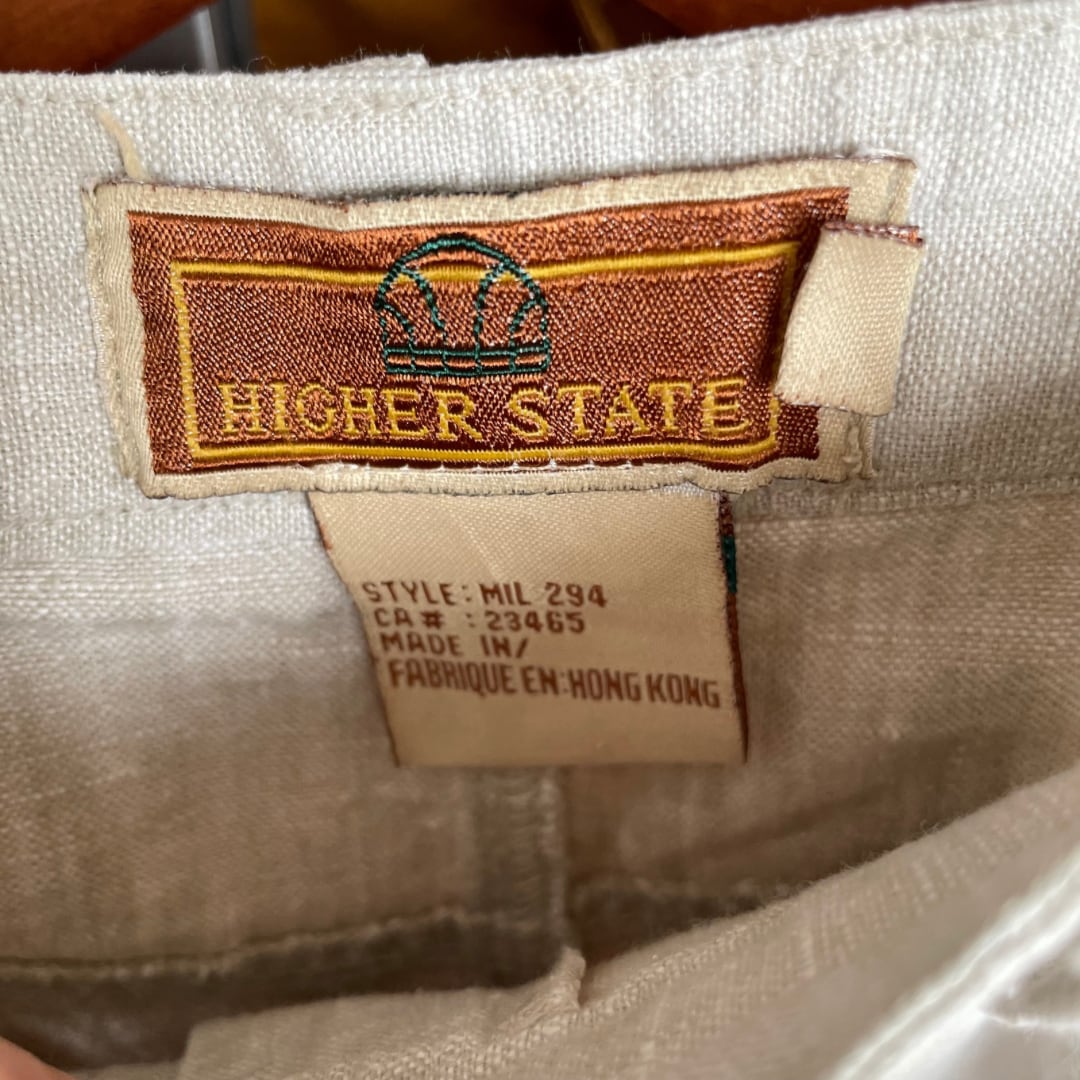 HIGHER STATE
STYLE: MIL 294
CA# : 23465
MADE IN/
FABRIQUE EN:HONG KONG